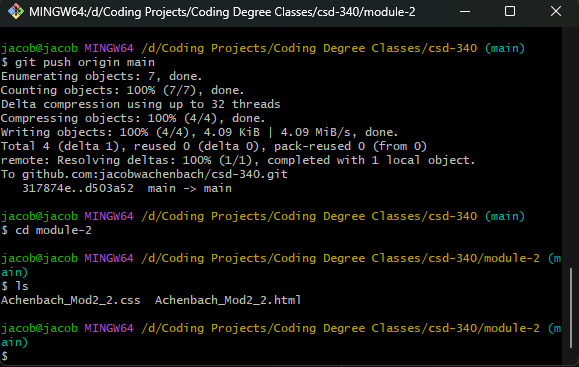 MINGW64:/d/Coding Projects/Coding Degree Classes/csd-340/module-2
jacob@jacob MINGW64 /d/Coding Projects/Coding Degree Classes/csd-340 (main)
$ git push origin main
Enumerating objects: 7, done.
Counting objects: 100% (7/7), done.
Delta compression using up to 32 threads
Compressing objects: 100% (4/4), done.
Writing objects: 100% (4/4), 4.09 KiB | 4.09 MiB/s, done.
Total 4 (delta 1), reused 0 (delta 0), pack-reused 0 (from 0)
remote: Resolving deltas: 100% (1/1), completed with 1 local object.
To github.com:jacobwachenbach/csd-340.git
   317874e..d503a52  main -> main
jacob@jacob MINGW64 /d/Coding Projects/Coding Degree Classes/csd-340 (main)
$ cd module-2
jacob@jacob MINGW64 /d/Coding Projects/Coding Degree Classes/csd-340/module-2 (m
ain)
$ ls
Achenbach_Mod2_2.css  Achenbach_Mod2_2.html
jacob@jacob MINGW64 /d/Coding Projects/Coding Degree Classes/csd-340/module-2 (m
ain)
$